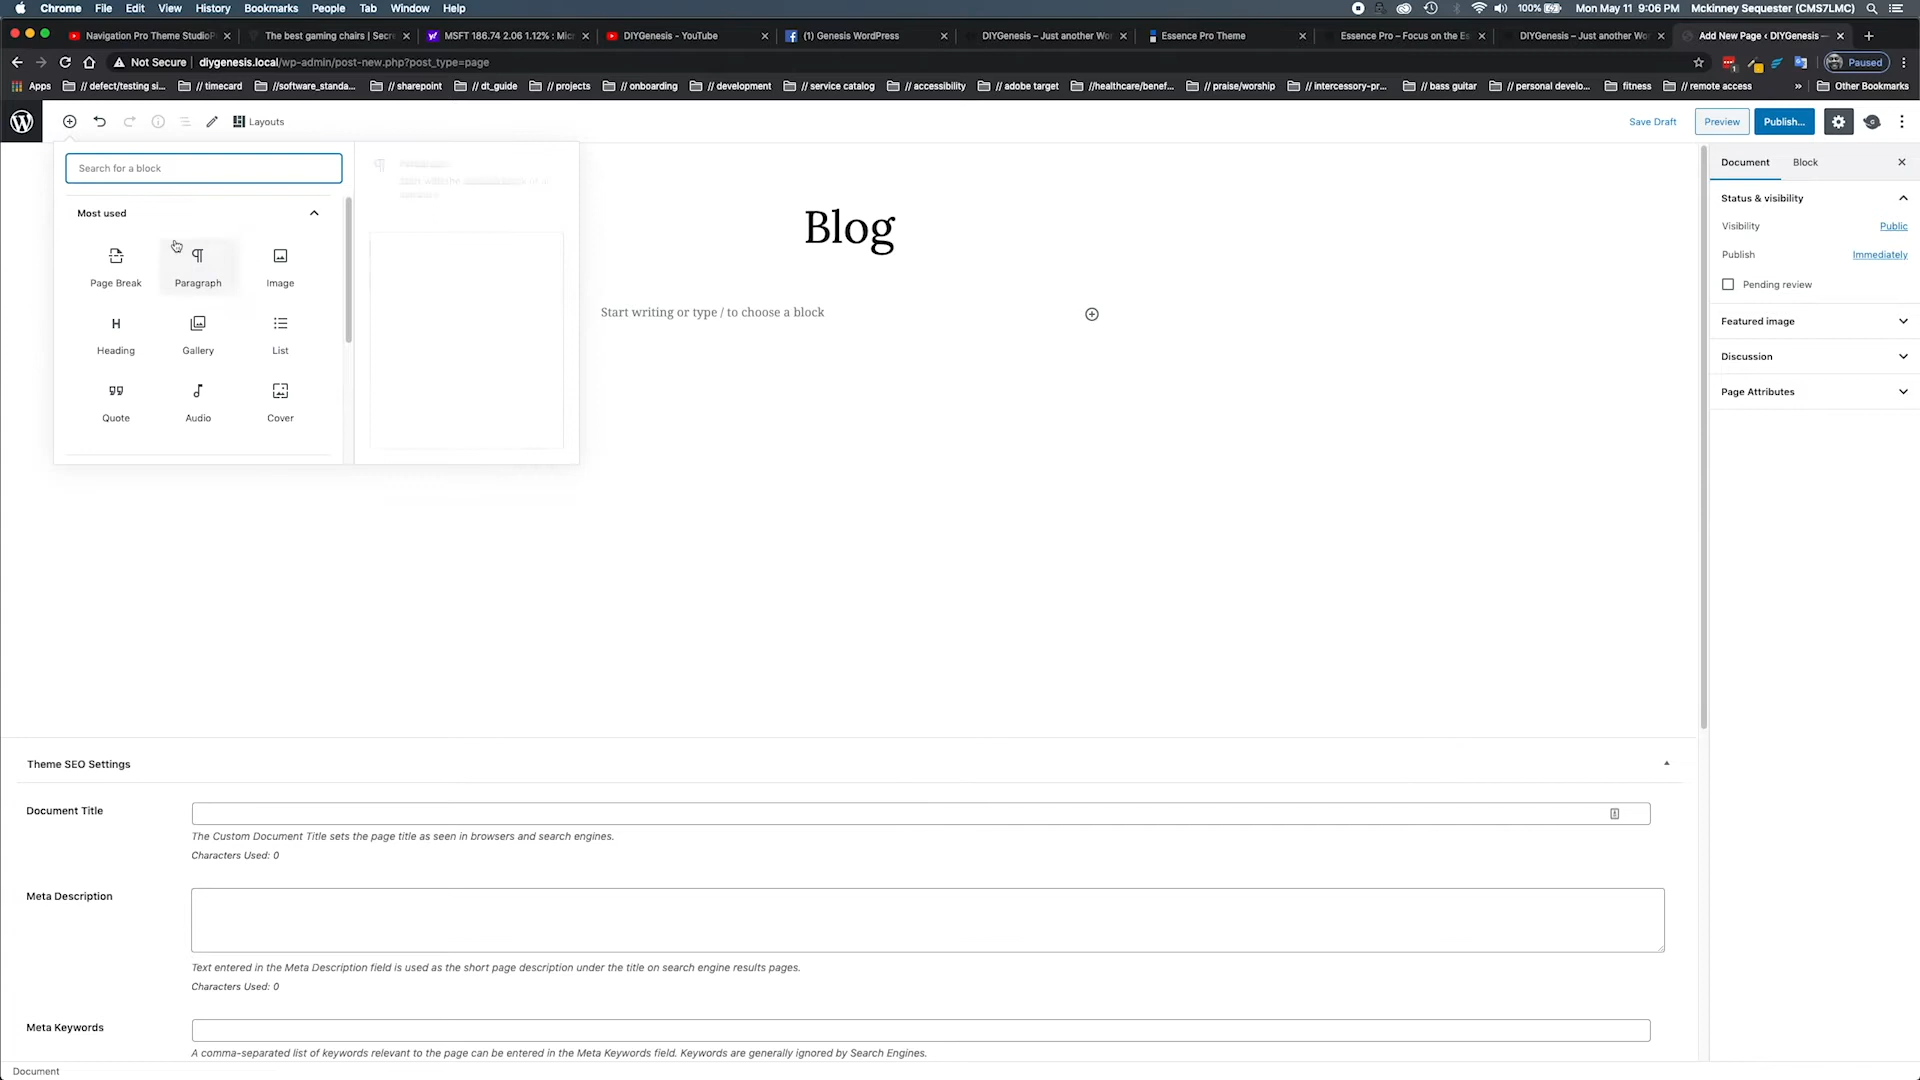 Chrome File Edit View History Bookmarks People Tab Window Help 100% Mon May 11 9:06 PM Mckinney Sequester (CMS7LMC)
Navigation Pro Theme StudioP The best gaming chairs | Secre MSFT 186.74 2.06 1.12% : Mic DIYGenesis - YouTube (1) Genesis WordPress DIYGenesis – Just another Wor Essence Pro Theme Essence Pro – Focus on the Es DIYGenesis – Just another Wor Add New Page ‹ DIYGenesis —
Not Secure diygenesis.local/wp-admin/post-new.php?post_type=page Paused
Apps // defect/testing si... // timecard //software_standa... // sharepoint // dt_guide // projects // onboarding // development // service catalog // accessibility // adobe target //healthcare/benef... // praise/worship // intercessory-pr... // bass guitar // personal develo... fitness // remote access » Other Bookmarks
Layouts Save Draft Preview Publish...
Search for a block
Document Block
Most used
Status & visibility
Blog
Visibility Public
Publish Immediately
Page Break Paragraph Image
Pending review
Start writing or type / to choose a block
Featured image
Heading Gallery List
Discussion
Page Attributes
Quote Audio Cover
Theme SEO Settings
Document Title
The Custom Document Title sets the page title as seen in browsers and search engines.
Characters Used: 0
Meta Description
Text entered in the Meta Description field is used as the short page description under the title on search engine results pages.
Characters Used: 0
Meta Keywords
A comma-separated list of keywords relevant to the page can be entered in the Meta Keywords field. Keywords are generally ignored by Search Engines.
Document